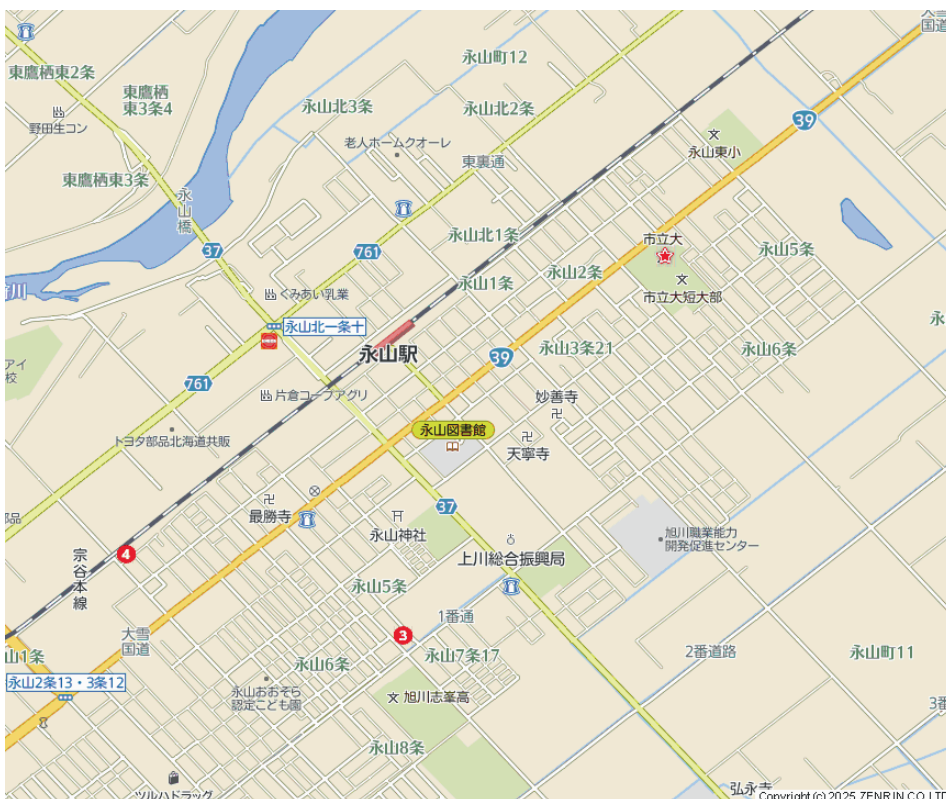 大雪
国道
東鷹栖東2条
永山町12
東鷹栖
東3条4
永山北3条
永山北2条
野田生コン
39
老人ホームクオーレ
永山東小
東裏通
東鷹栖東3条
永山橋
37
761
永山北1条
市立大
永山5条
永山1条
永山2条
市立大短大部
くみあい乳業
永山北一条十
永山駅
39
永山3条21
永山6条
アイ
校
761
片倉コープアグリ
妙善寺
永山図書館
トヨタ部品北海道共販
天寧寺
最勝寺
37
部品
永山神社
旭川職業能力
開発促進センター
宗谷本線
4
上川総合振興局
永山5条
1番通
大雪
国道
3
山1条
永山6条
永山7条17
2番道路
永山町11
永山2条13・3条12
永山おおぞら
認定こども園
旭川志峯高
3番
永山8条
ツルハドラッグ
弘永寺
Copyright (c) 2025 ZENRIN CO.,LTD